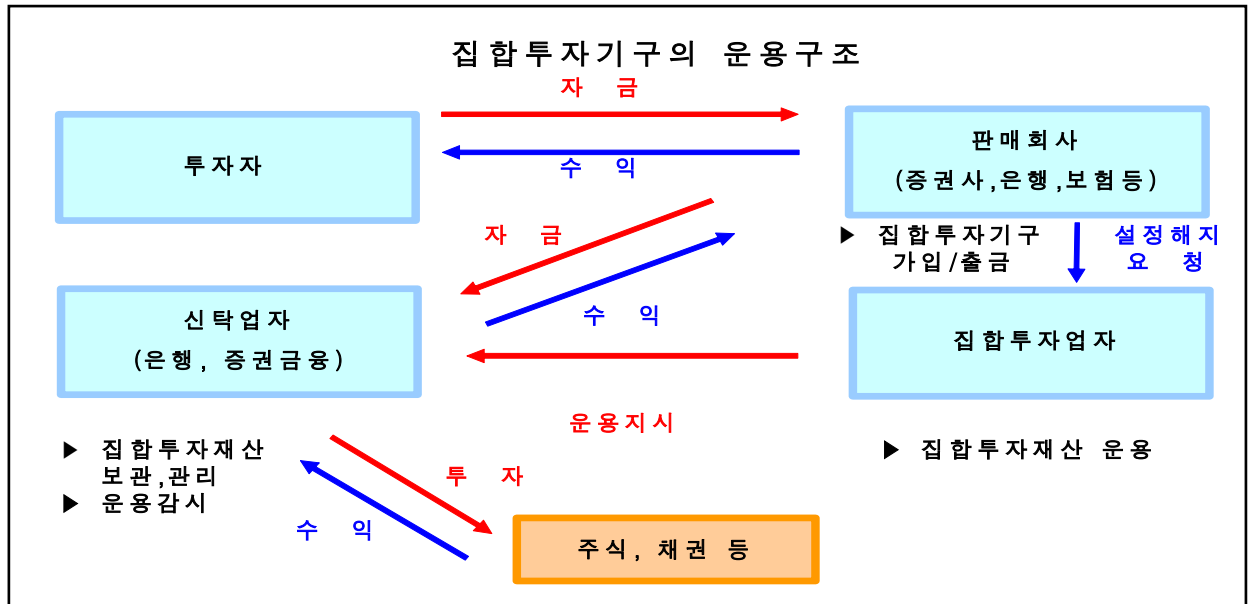 집합투자기구의 운용구조
자 금
투자자
수 익
판매회사
(증권사,은행,보험등)
자 금
▶ 집합투자기구
가입/출금
설정해지
요 청
신탁업자
(은행, 증권금융)
수 익
집합투자업자
운용지시
▶ 집합투자재산
보관,관리
▶ 운용감시
▶ 집합투자재산 운용
투 자
수 익
주식, 채권 등